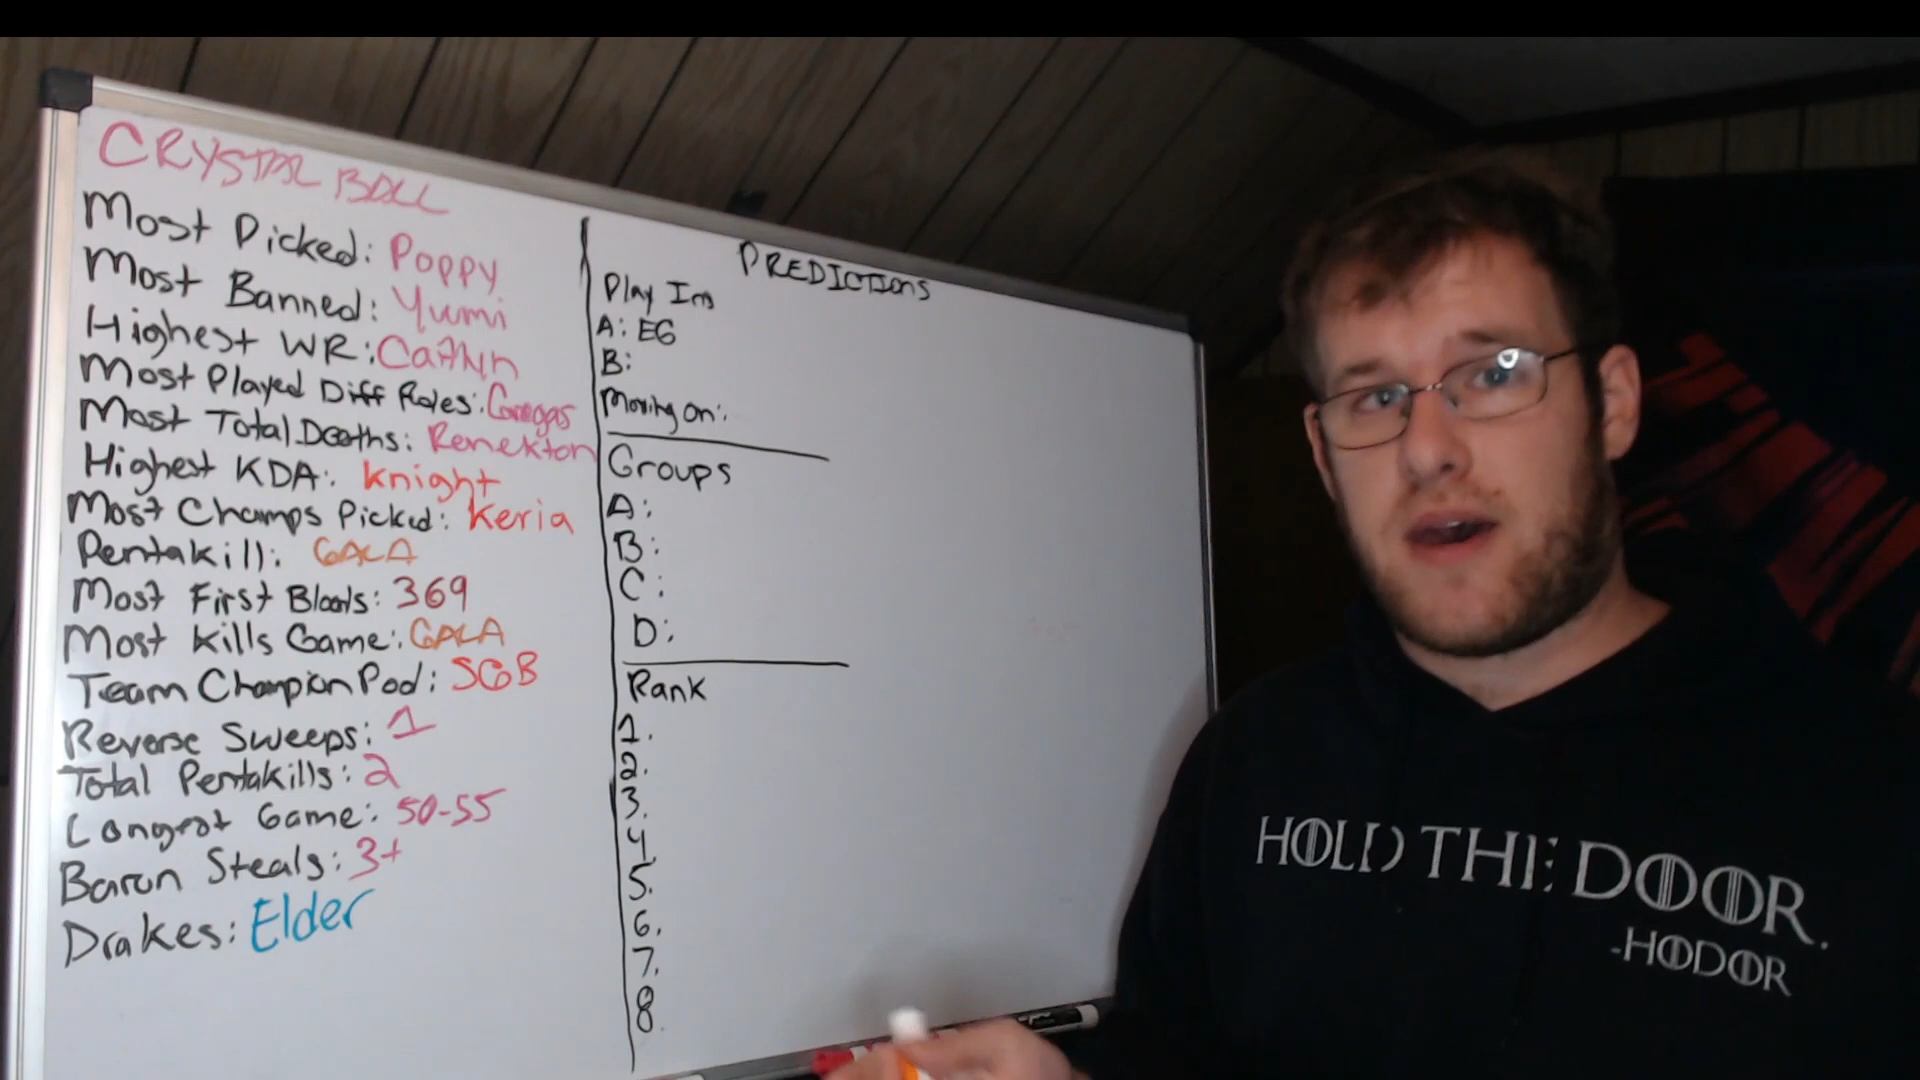 CRYSTAL BALL
Most Picked: Poppy
Most Banned: Yumi
Highest WR: Caitlyn
Most Played Diff Roles: Gragas
Most Total Deaths: Renekton
Highest KDA: knight
Most Champs Picked: Keria
Pentakill: GALA
Most First Bloods: 369
Most Kills Game: GALA
Team Champion Pod: SGB
Reverse Sweeps: 1
Total Pentakills: 2
Longest Game: 50-55
Baron Steals: 3+
Drakes: Elder
PREDICTIONS
Play Ins
A: EG
B:
Moving on:
Groups
A:
B:
C:
D:
Rank
1.
2.
3.
4
5.
6.
7.
8.
HOLD THE DOOR.
-HODOR